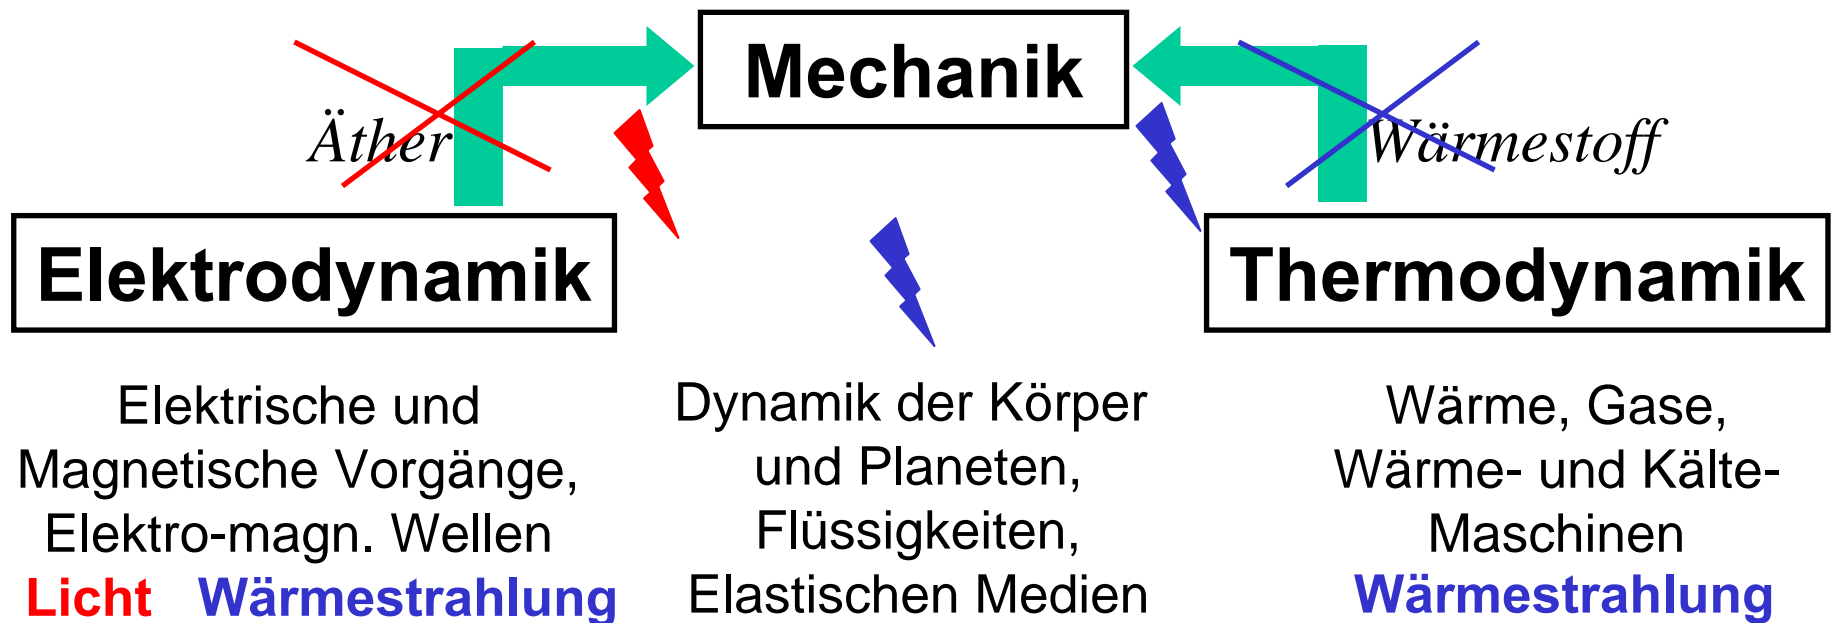 Mechanik
Äther
Wärmestoff
Elektrodynamik
Thermodynamik
Elektrische und
Magnetische Vorgänge,
Elektro-magn. Wellen
Licht Wärmestrahlung
Dynamik der Körper
und Planeten,
Flüssigkeiten,
Elastischen Medien
Wärme, Gase,
Wärme- und Kälte-
Maschinen
Wärmestrahlung